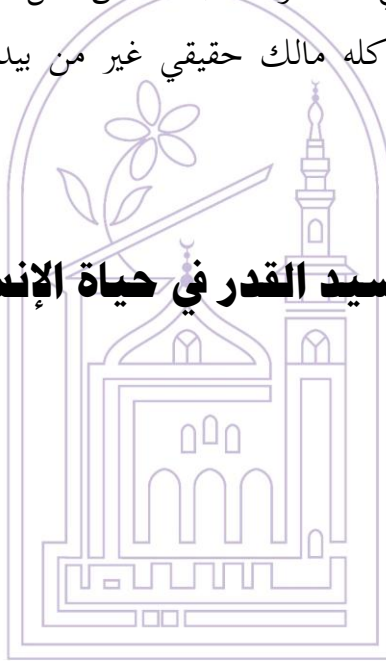 كله مالك حقيقي غير من بيد
سيد القدر في حياة الإنس